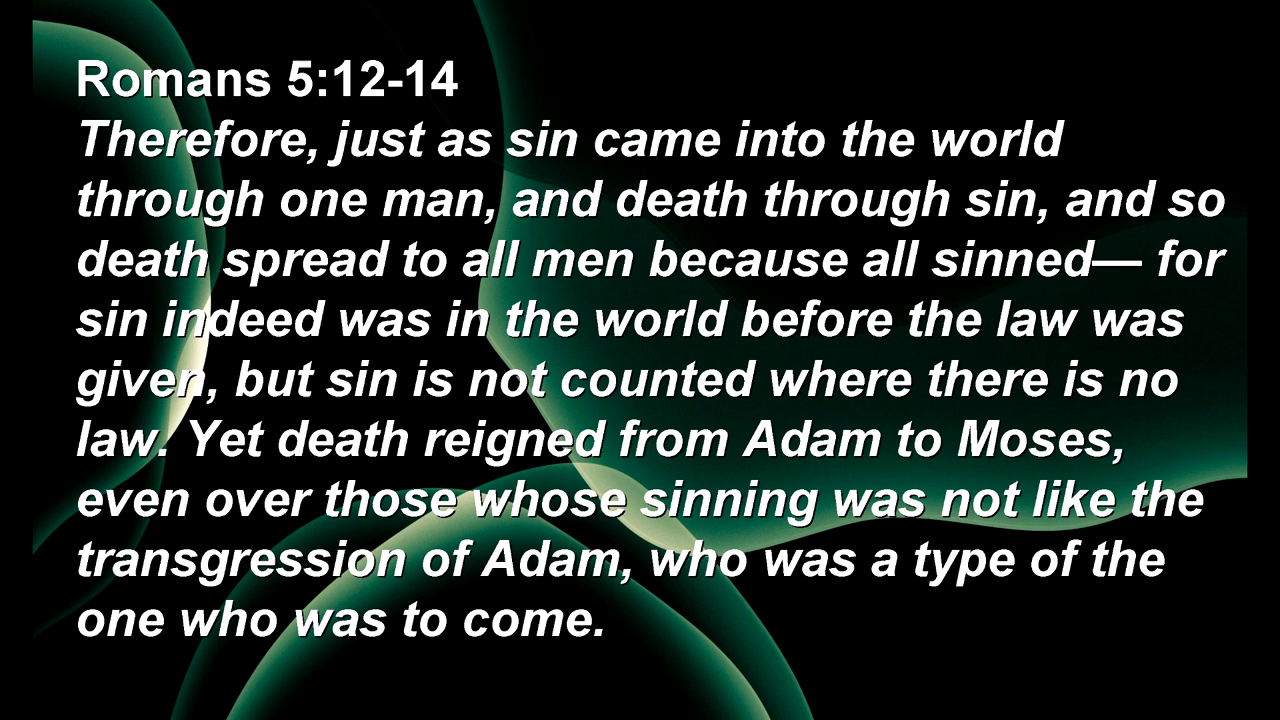 Romans 5:12-14
Therefore, just as sin came into the world
through one man, and death through sin, and so
death spread to all men because all sinned— for
sin indeed was in the world before the law was
given, but sin is not counted where there is no
law. Yet death reigned from Adam to Moses,
even over those whose sinning was not like the
transgression of Adam, who was a type of the
one who was to come.